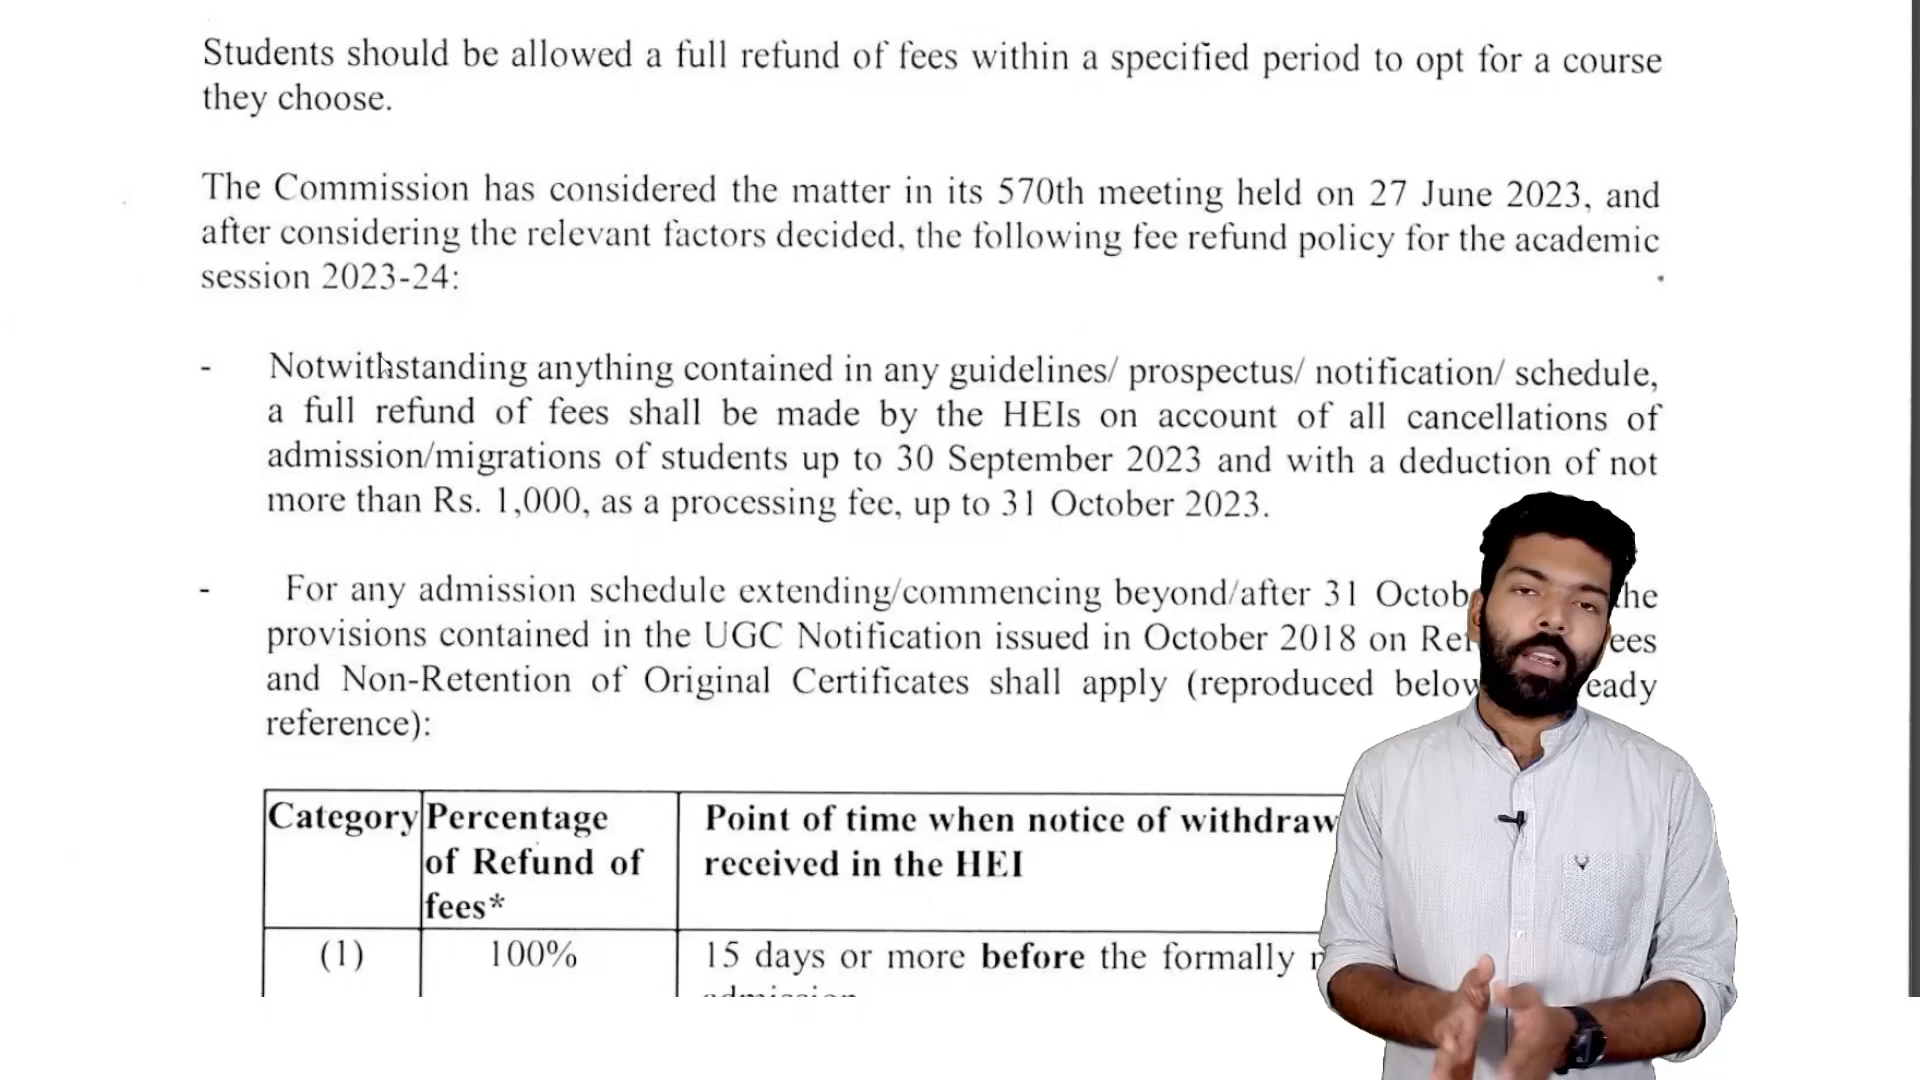 Students should be allowed a full refund of fees within a specified period to opt for a course
they choose.
The Commission has considered the matter in its 570th meeting held on 27 June 2023, and
after considering the relevant factors decided, the following fee refund policy for the academic
session 2023-24:
- Notwithstanding anything contained in any guidelines/ prospectus/ notification/ schedule,
a full refund of fees shall be made by the HEIs on account of all cancellations of
admission/migrations of students up to 30 September 2023 and with a deduction of not
more than Rs. 1,000, as a processing fee, up to 31 October 2023.
- For any admission schedule extending/commencing beyond/after 31 Octob he
provisions contained in the UGC Notification issued in October 2018 on Re ees
and Non-Retention of Original Certificates shall apply (reproduced below eady
reference):
Category
Percentage
of Refund of
fees*
Point of time when notice of withdraw
received in the HEI
(1)
100%
15 days or more before the formally